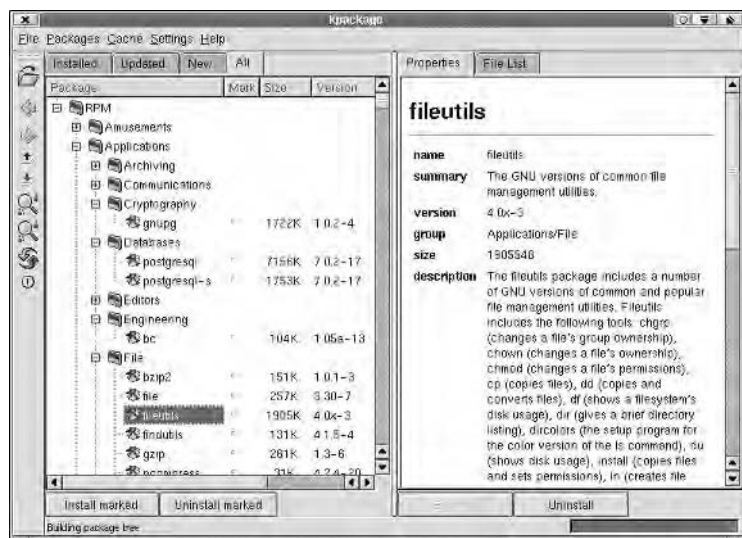 kpackage
File Packages Cache Settings Help
Installed Updated New All
Package Mark Size Version
RPM
Amusements
Applications
Archiving
Communications
Cryptography
gnupg 1722K 1.0.2-4
Databases
postgresql 7156K 7.0.2-17
postgresql-s 1753K 7.0.2-17
Editors
Engineering
bc 104K 1.05a-13
File
bzip2 151K 1.0.1-3
file 257K 3.30-7
fileutils 1905K 4.0x-3
findutils 131K 4.1.5-4
gzip 261K 1.3-6
ncompress 31K 4.2.4-20
Install marked Uninstall marked
Building package tree
Properties File List
fileutils
name fileutils
summary The GNU versions of common file
management utilities.
version 4.0x-3
group Applications/File
size 1905548
description The fileutils package includes a number
of GNU versions of common and popular
file management utilities. Fileutils
includes the following tools: chgrp
(changes a file's group ownership),
chown (changes a file's ownership),
chmod (changes a file's permissions),
cp (copies files), dd (copies and
converts files), df (shows a filesystem's
disk usage), dir (gives a brief directory
listing), dircolors (the setup program for
the color version of the ls command), du
(shows disk usage), install (copies files
and sets permissions), ln (creates file
Uninstall